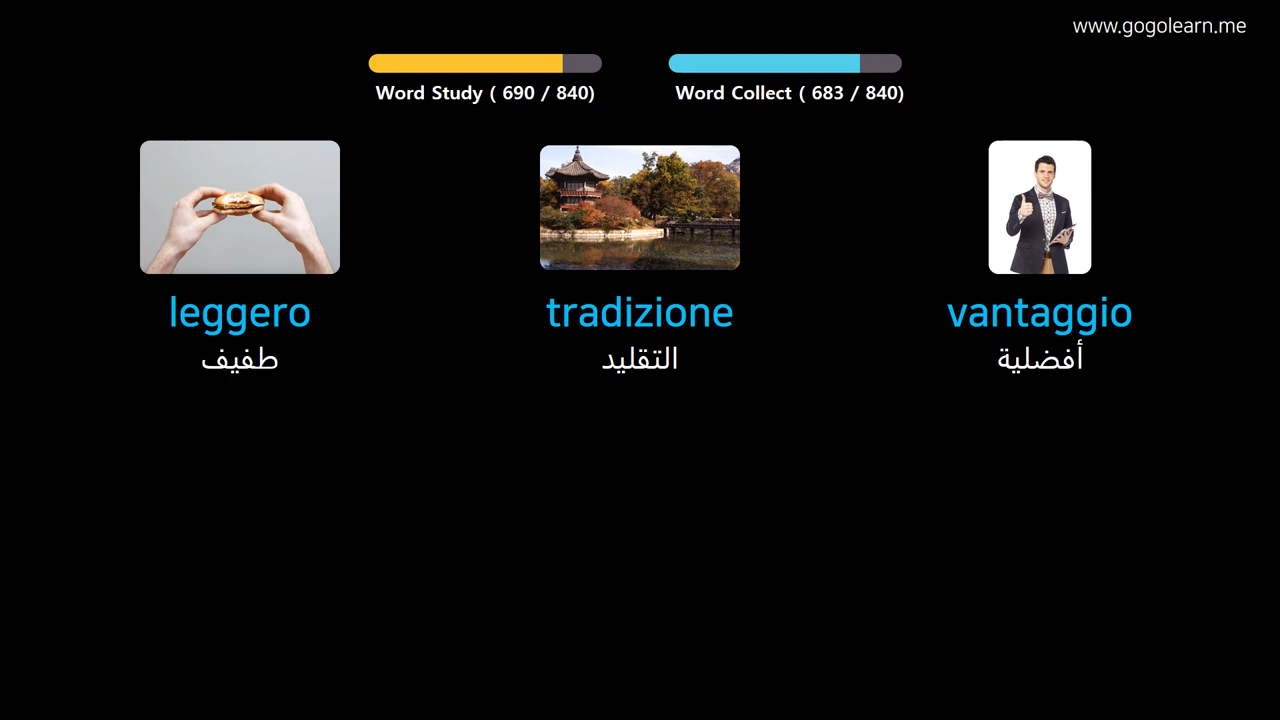 www.gogolearn.me
Word Study ( 690 / 840)
Word Collect ( 683 / 840)
leggero
tradizione
vantaggio
طفيف
التقليد
أفضلية